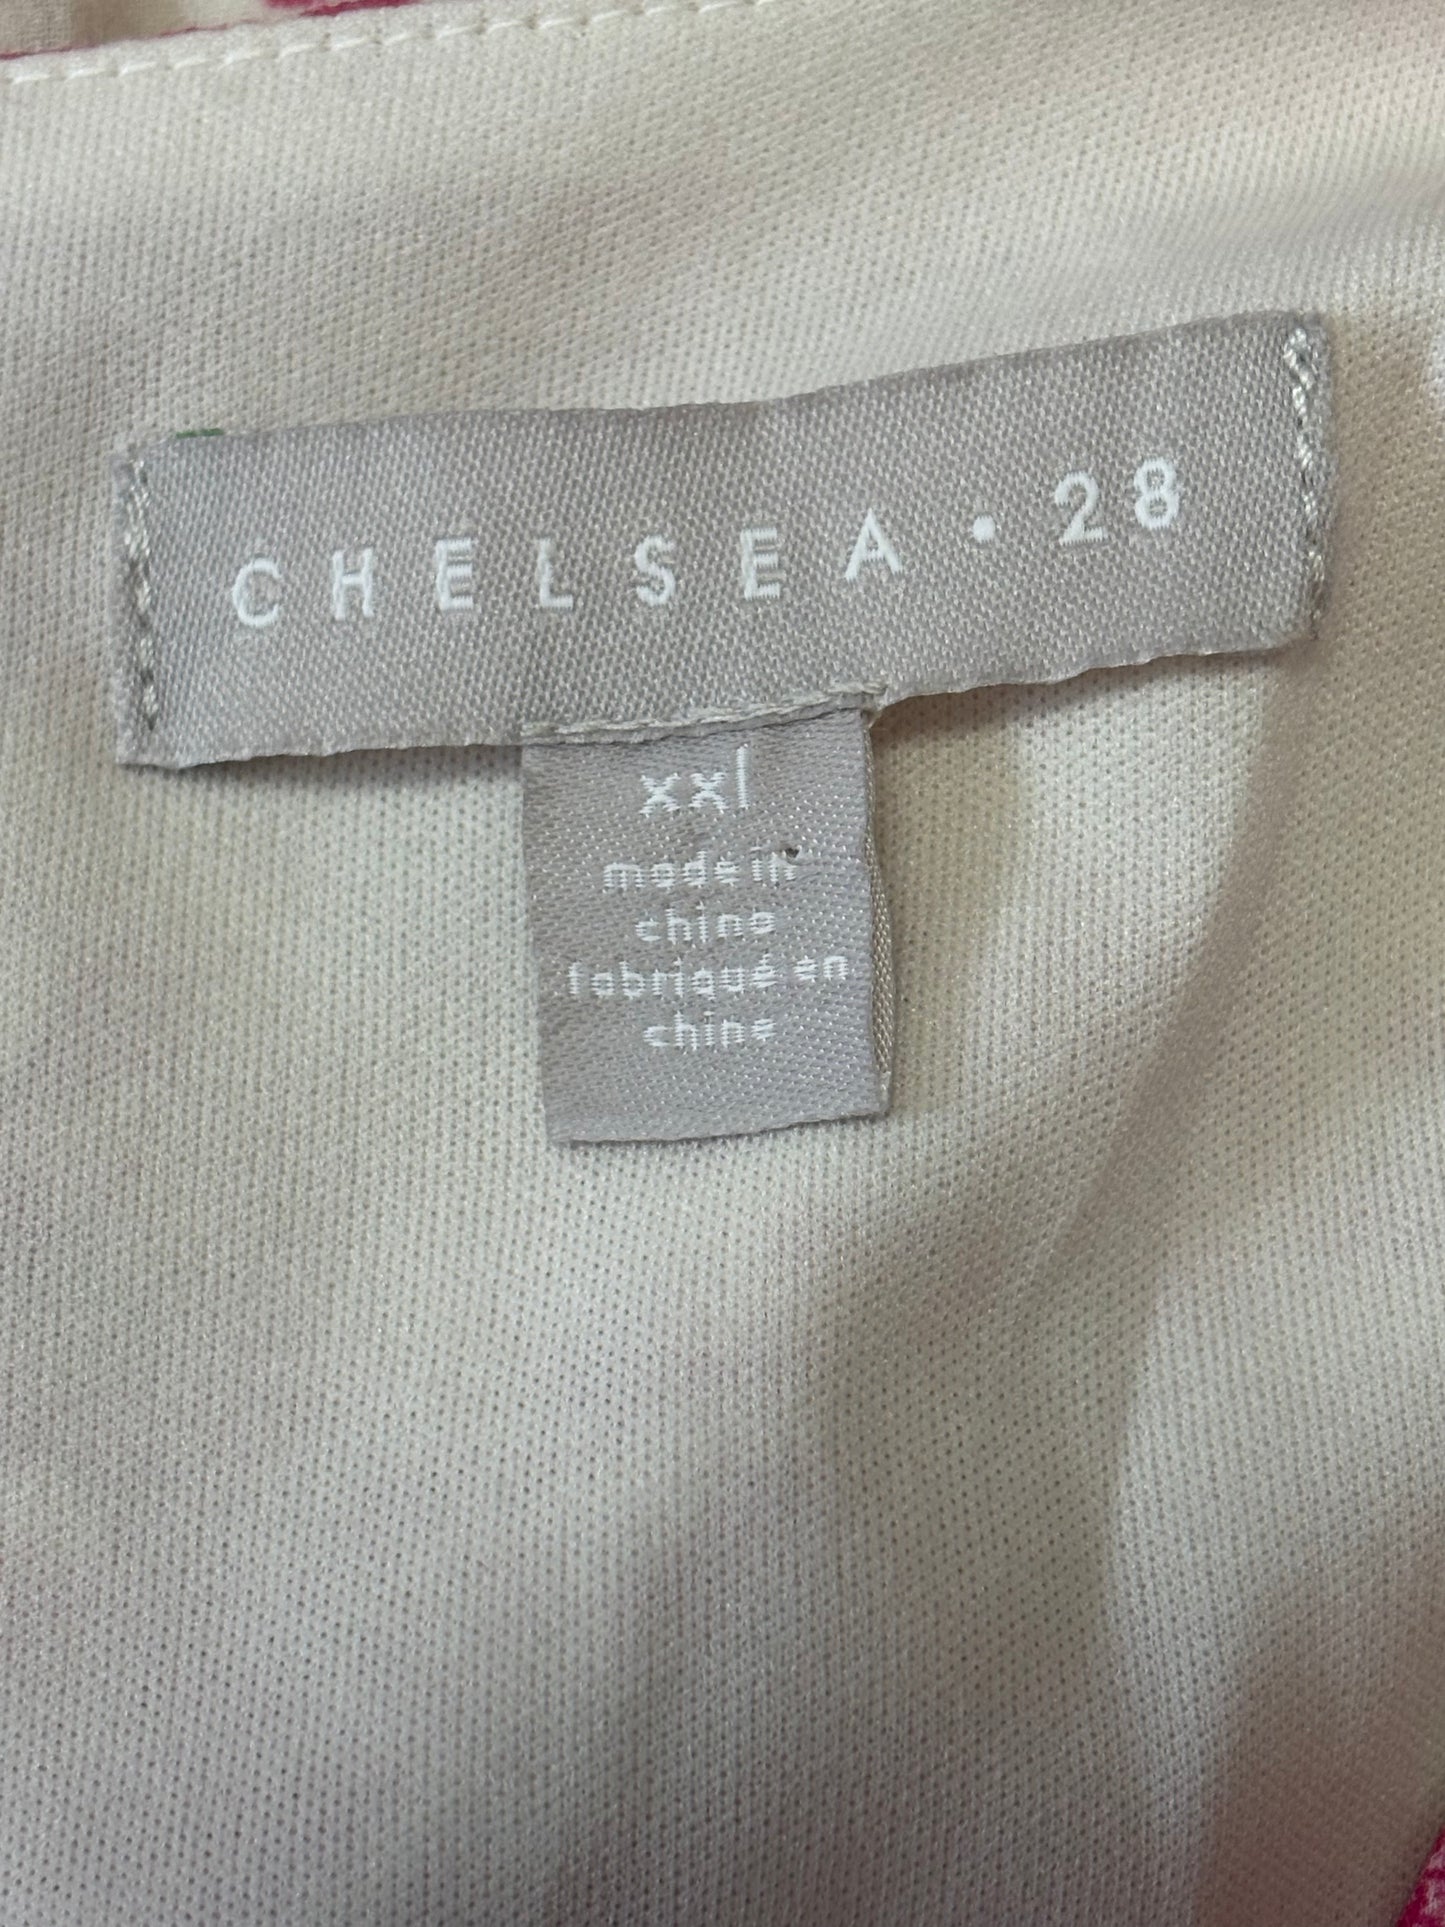 CHELSEA • 28
xxl
made in
china
fabriqué en
chine